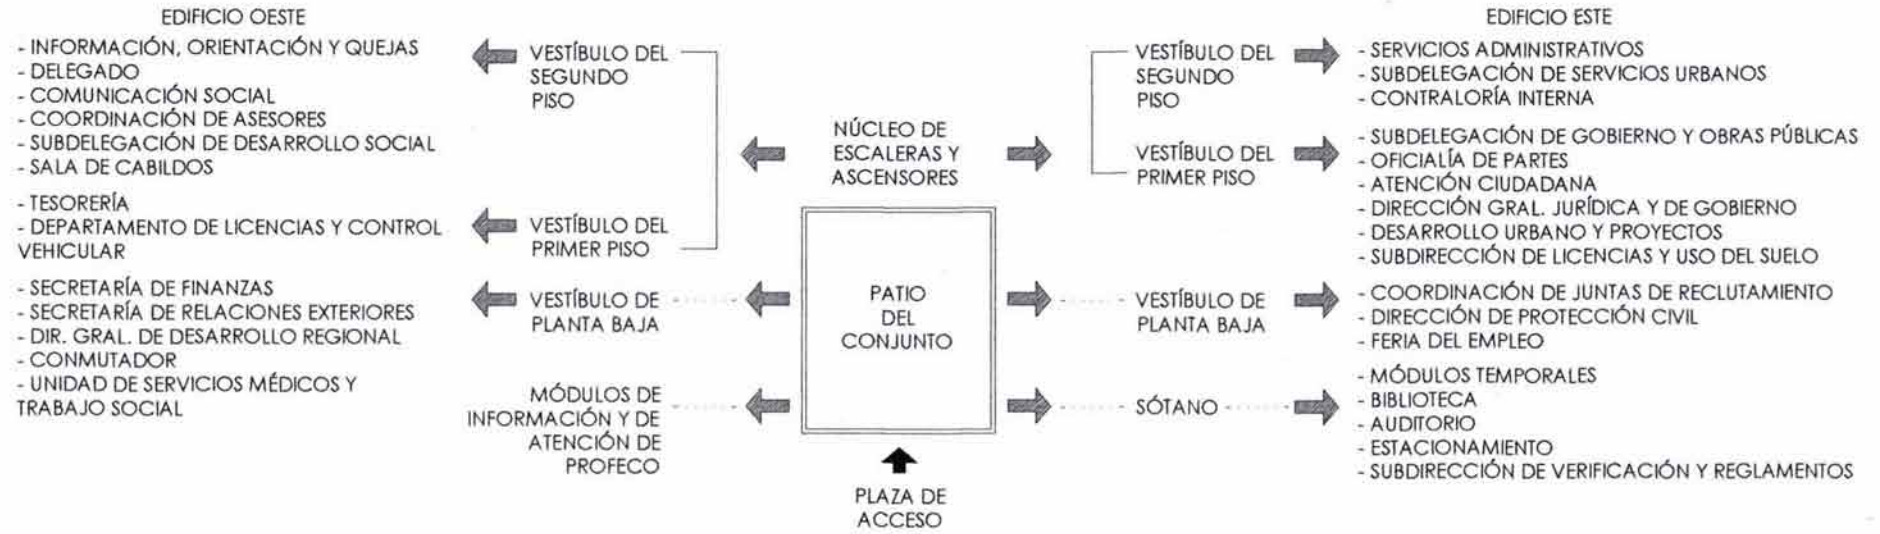 EDIFICIO OESTE
- INFORMACIÓN, ORIENTACIÓN Y QUEJAS
- DELEGADO
- COMUNICACIÓN SOCIAL
- COORDINACIÓN DE ASESORES
- SUBDELEGACIÓN DE DESARROLLO SOCIAL
- SALA DE CABILDOS
- TESORERÍA
- DEPARTAMENTO DE LICENCIAS Y CONTROL
VEHICULAR
- SECRETARÍA DE FINANZAS
- SECRETARÍA DE RELACIONES EXTERIORES
- DIR. GRAL. DE DESARROLLO REGIONAL
- CONMUTADOR
- UNIDAD DE SERVICIOS MÉDICOS Y
TRABAJO SOCIAL
VESTÍBULO DEL
SEGUNDO
PISO
VESTÍBULO DEL
PRIMER PISO
VESTÍBULO DE
PLANTA BAJA
MÓDULOS DE
INFORMACIÓN Y DE
ATENCIÓN DE
PROFECO
NÚCLEO DE
ESCALERAS Y
ASCENSORES
PATIO
DEL
CONJUNTO
PLAZA DE
ACCESO
VESTÍBULO DEL
SEGUNDO
PISO
VESTÍBULO DEL
PRIMER PISO
VESTÍBULO DE
PLANTA BAJA
SÓTANO
EDIFICIO ESTE
- SERVICIOS ADMINISTRATIVOS
- SUBDELEGACIÓN DE SERVICIOS URBANOS
- CONTRALORÍA INTERNA
- SUBDELEGACIÓN DE GOBIERNO Y OBRAS PÚBLICAS
- OFICIALÍA DE PARTES
- ATENCIÓN CIUDADANA
- DIRECCIÓN GRAL. JURÍDICA Y DE GOBIERNO
- DESARROLLO URBANO Y PROYECTOS
- SUBDIRECCIÓN DE LICENCIAS Y USO DEL SUELO
- COORDINACIÓN DE JUNTAS DE RECLUTAMIENTO
- DIRECCIÓN DE PROTECCIÓN CIVIL
- FERIA DEL EMPLEO
- MÓDULOS TEMPORALES
- BIBLIOTECA
- AUDITORIO
- ESTACIONAMIENTO
- SUBDIRECCIÓN DE VERIFICACIÓN Y REGLAMENTOS